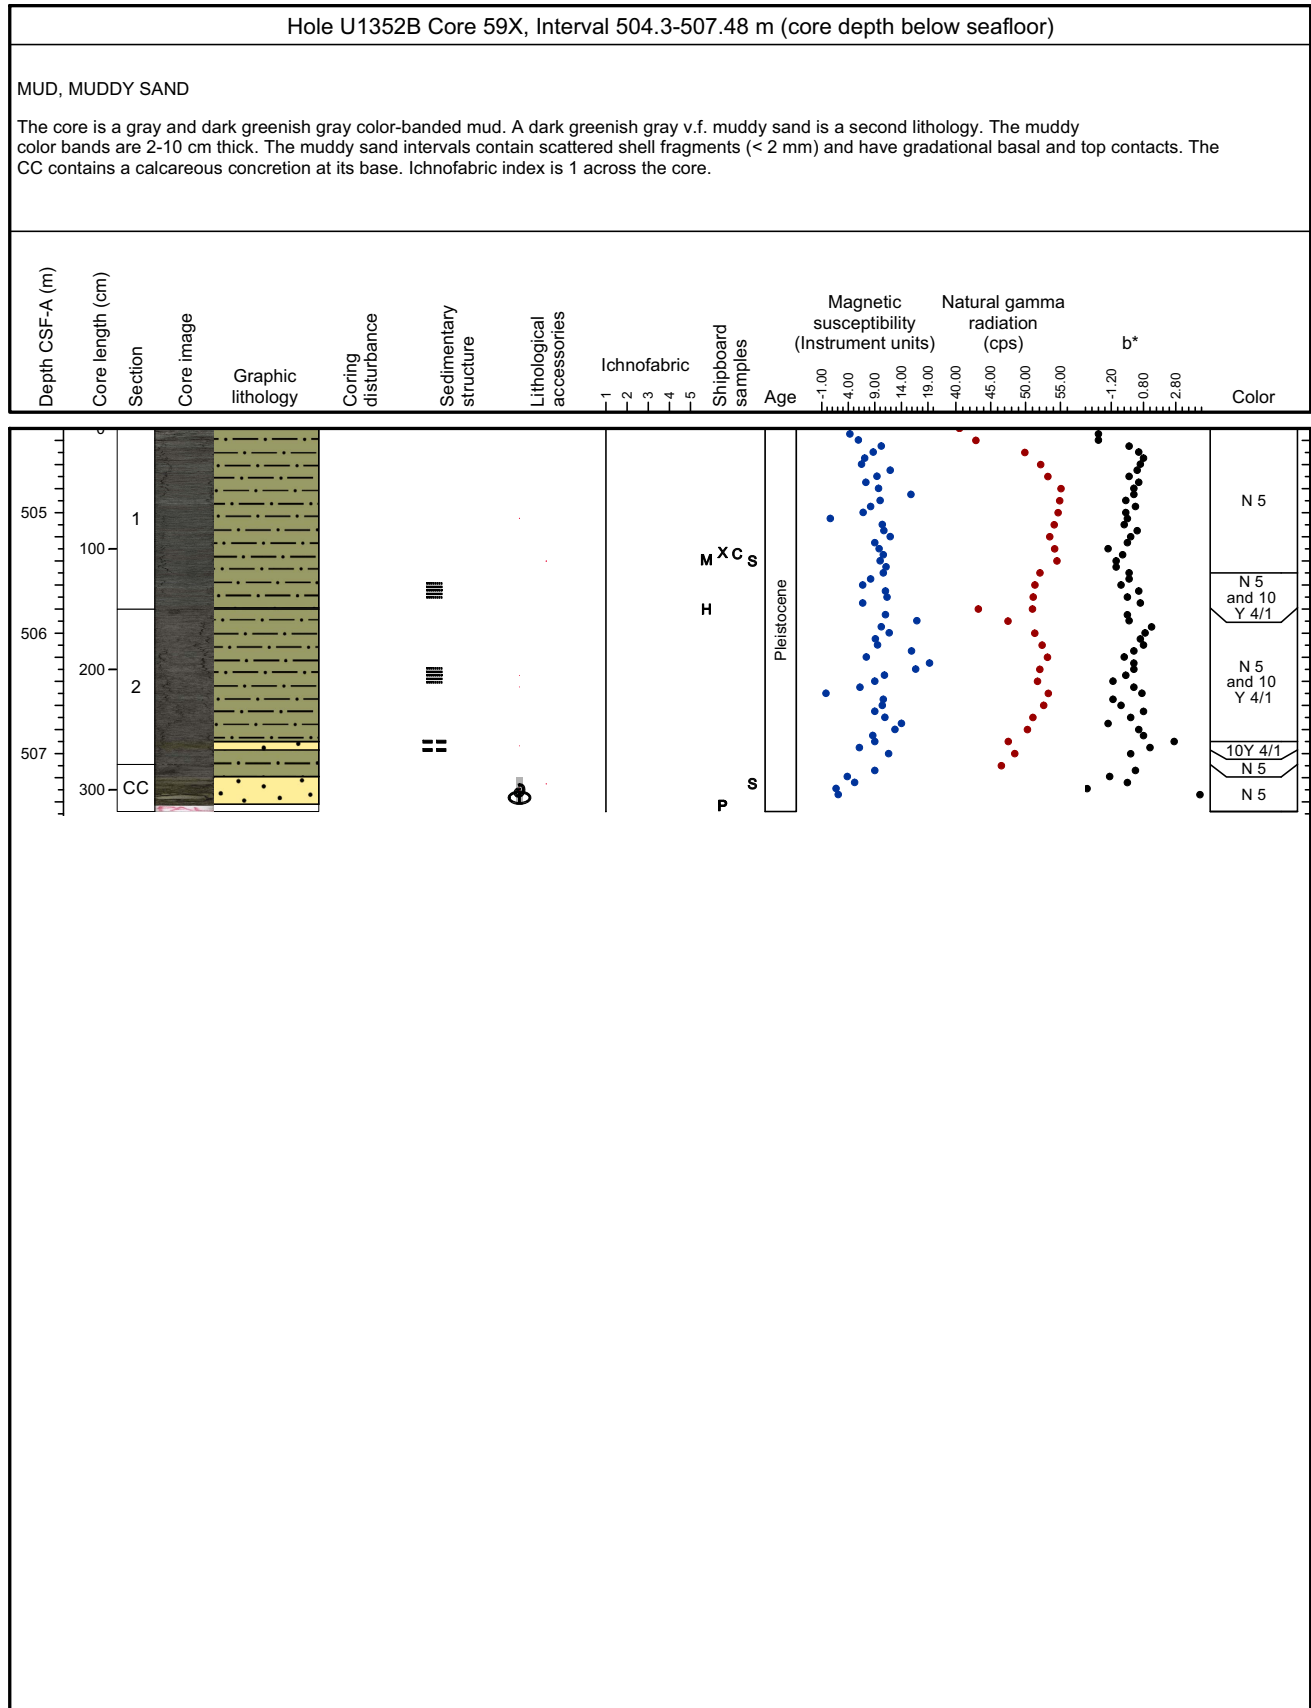 Hole U1352B Core 59X, Interval 504.3-507.48 m (core depth below seafloor)
MUD, MUDDY SAND
The core is a gray and dark greenish gray color-banded mud. A dark greenish gray v.f. muddy sand is a second lithology. The muddy
color bands are 2-10 cm thick. The muddy sand intervals contain scattered shell fragments (< 2 mm) and have gradational basal and top contacts. The
CC contains a calcareous concretion at its base. Ichnofabric index is 1 across the core.
Depth CSF-A (m)
Core length (cm)
Section
Core image
Graphic
lithology
Coring
disturbance
Sedimentary
structure
Lithological
accessories
Ichnofabric
1 2 3 4 5
Shipboard
samples
Age
Magnetic
susceptibility
(Instrument units)
-1.00 4.00 9.00 14.00 19.00
Natural gamma
radiation
(cps)
40.00 45.00 50.00 55.00
b*
-1.20 0.80 2.80
Color
505
506
507
0
100
200
300
1
2
CC
M X C S
H
S
P
Pleistocene
N 5
N 5
and 10
Y 4/1
N 5
and 10
Y 4/1
10Y 4/1
N 5
N 5